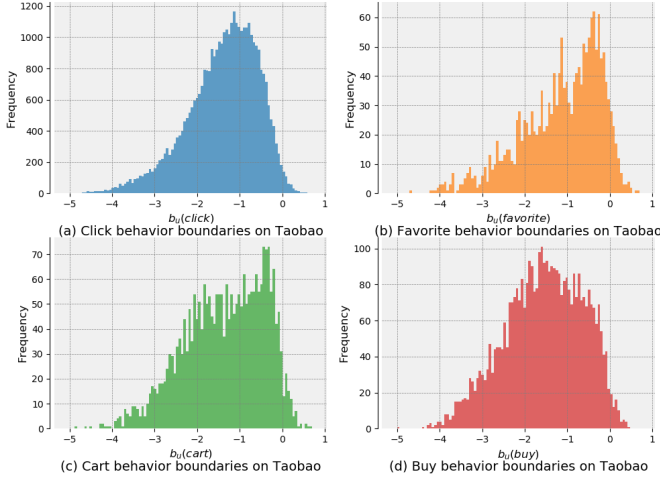 1200
1000
800
600
400
200
0
Frequency
-5 -4 -3 -2 -1 0 1
b_u(click)
(a) Click behavior boundaries on Taobao
60
50
40
30
20
10
0
Frequency
-5 -4 -3 -2 -1 0 1
b_u(favorite)
(b) Favorite behavior boundaries on Taobao
70
60
50
40
30
20
10
0
Frequency
-5 -4 -3 -2 -1 0 1
b_u(cart)
(c) Cart behavior boundaries on Taobao
100
80
60
40
20
0
Frequency
-5 -4 -3 -2 -1 0 1
b_u(buy)
(d) Buy behavior boundaries on Taobao